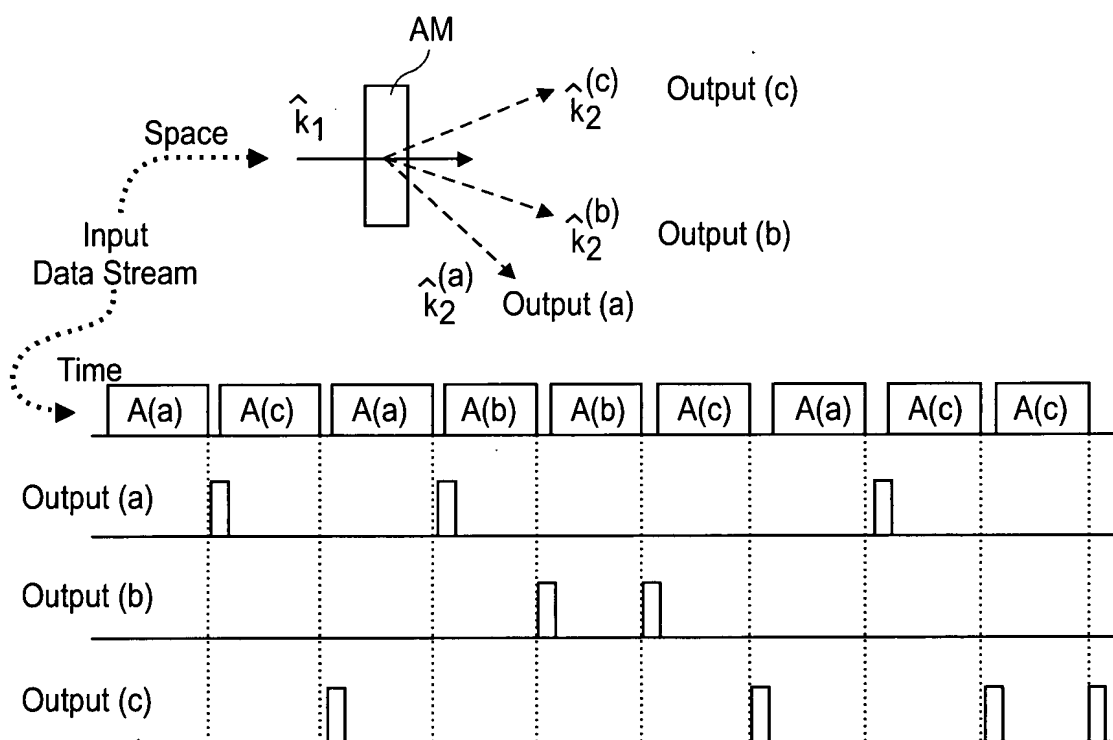 AM
k̂1
k̂2(c) Output (c)
Space
k̂2(b) Output (b)
Input
Data Stream
k̂2(a) Output (a)
Time
A(a) A(c) A(a) A(b) A(b) A(c) A(a) A(c) A(c)
Output (a)
Output (b)
Output (c)